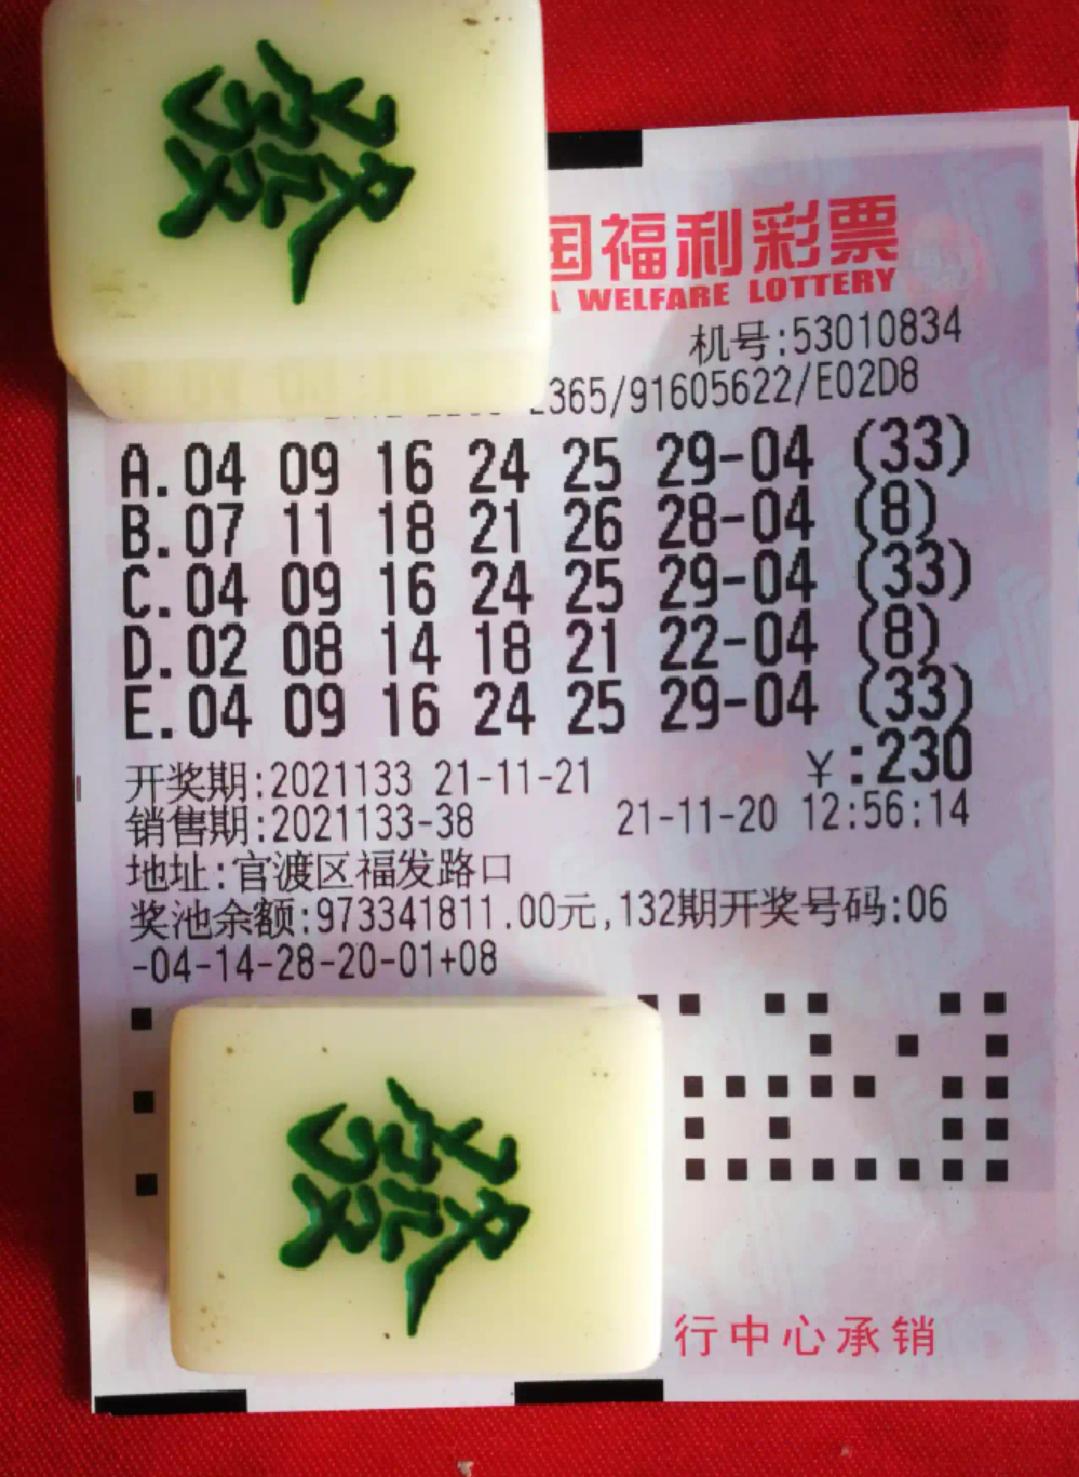 發
国福利彩票
WELFARE LOTTERY
机号:53010834
2365/91605622/E02D8
A.04 09 16 24 25 29-04 (33)
B.07 11 18 21 26 28-04 (8)
C.04 09 16 24 25 29-04 (33)
D.02 08 14 18 21 22-04 (8)
E.04 09 16 24 25 29-04 (33)
¥:230
开奖期:2021133 21-11-21
销售期:2021133-38 21-11-20 12:56:14
地址:官渡区福发路口
奖池余额:973341811.00元,132期开奖号码:06
-04-14-28-20-01+08
發
行中心承销